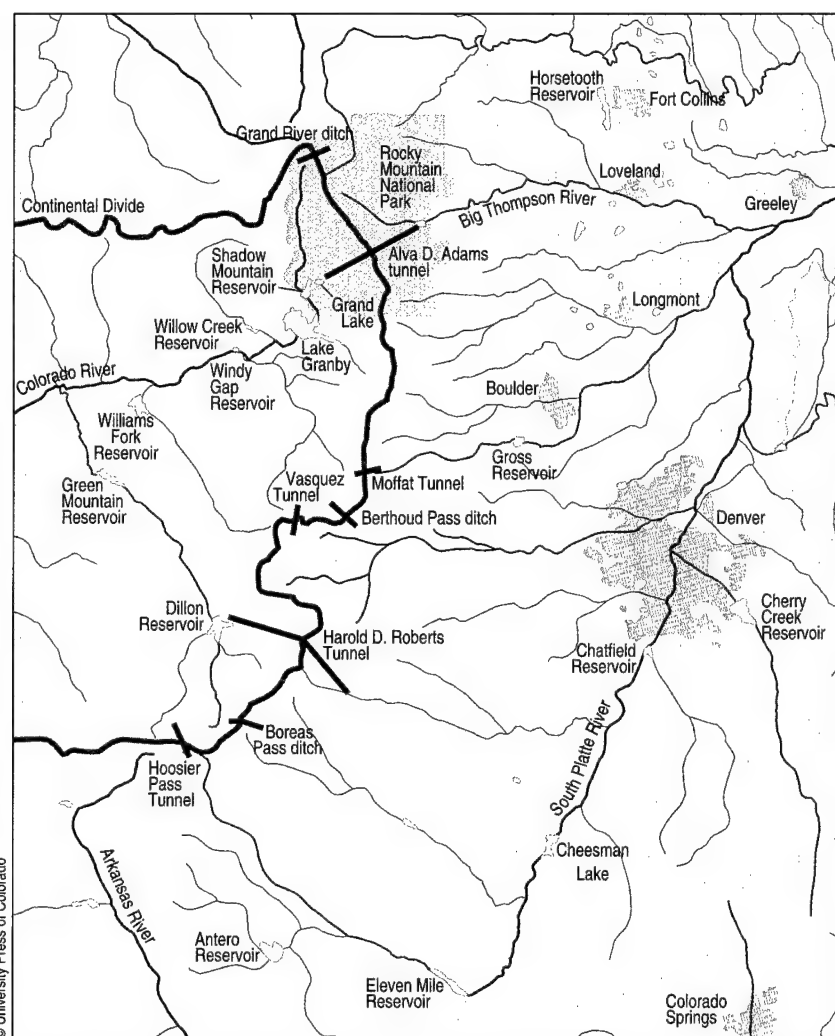 Horsetooth
Reservoir
Fort Collins
Grand River ditch
Rocky
Mountain
National
Park
Loveland
Continental Divide
Big Thompson River
Greeley
Shadow
Mountain
Reservoir
Alva D. Adams
tunnel
Grand
Lake
Longmont
Willow Creek
Reservoir
Lake
Granby
Colorado River
Windy
Gap
Reservoir
Boulder
Williams
Fork
Reservoir
Gross
Reservoir
Green
Mountain
Reservoir
Vasquez
Tunnel
Moffat Tunnel
Berthoud Pass ditch
Denver
Dillon
Reservoir
Harold D. Roberts
Tunnel
Cherry
Creek
Reservoir
Chatfield
Reservoir
Boreas
Pass ditch
South Platte River
Hoosier
Pass
Tunnel
Cheesman
Lake
Arkansas River
Antero
Reservoir
Eleven Mile
Reservoir
Colorado
Springs
© University Press of Colorado